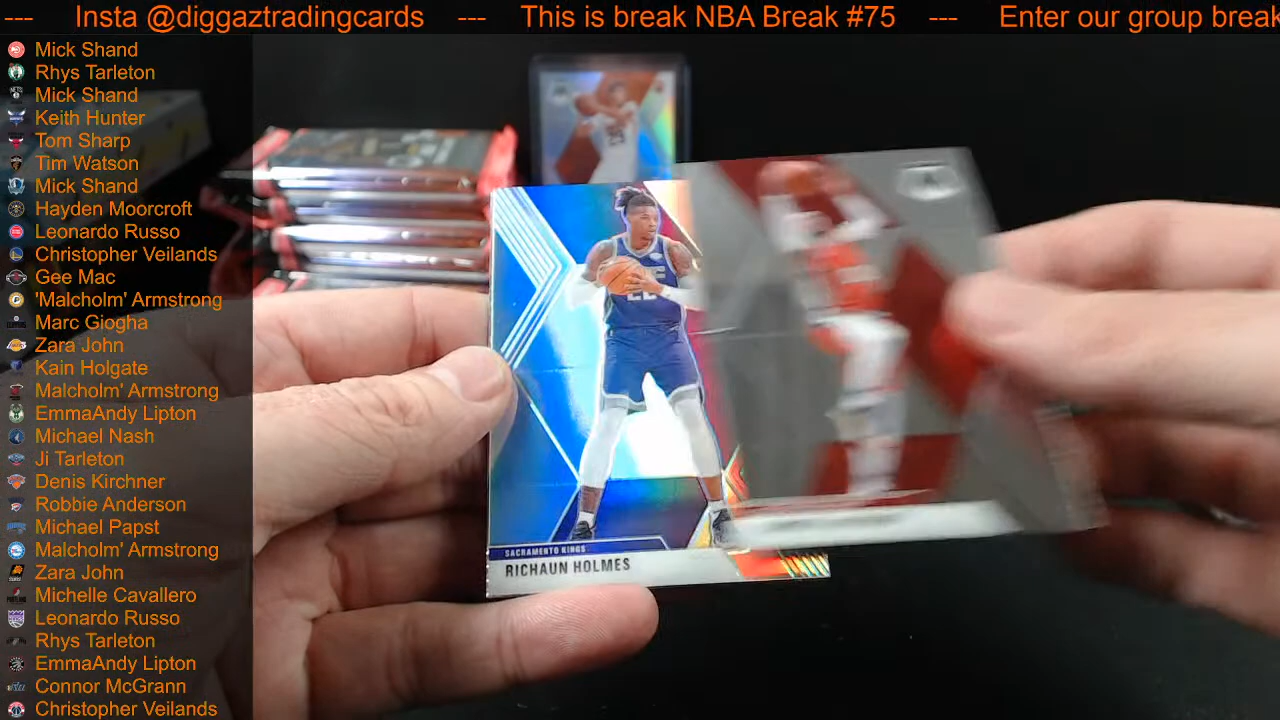 --- Insta @diggaztradingcards --- This is break NBA Break #75 --- Enter our group break
Mick Shand
Rhys Tarleton
Mick Shand
Keith Hunter
Tom Sharp
Tim Watson
Mick Shand
Hayden Moorcroft
Leonardo Russo
Christopher Veilands
Gee Mac
'Malcholm' Armstrong
Marc Giogha
Zara John
Kain Holgate
Malcholm' Armstrong
EmmaAndy Lipton
Michael Nash
Ji Tarleton
Denis Kirchner
Robbie Anderson
Michael Papst
Malcholm' Armstrong
Zara John
Michelle Cavallero
Leonardo Russo
Rhys Tarleton
EmmaAndy Lipton
Connor McGrann
Christopher Veilands
SACRAMENTO KINGS
RICHAUN HOLMES